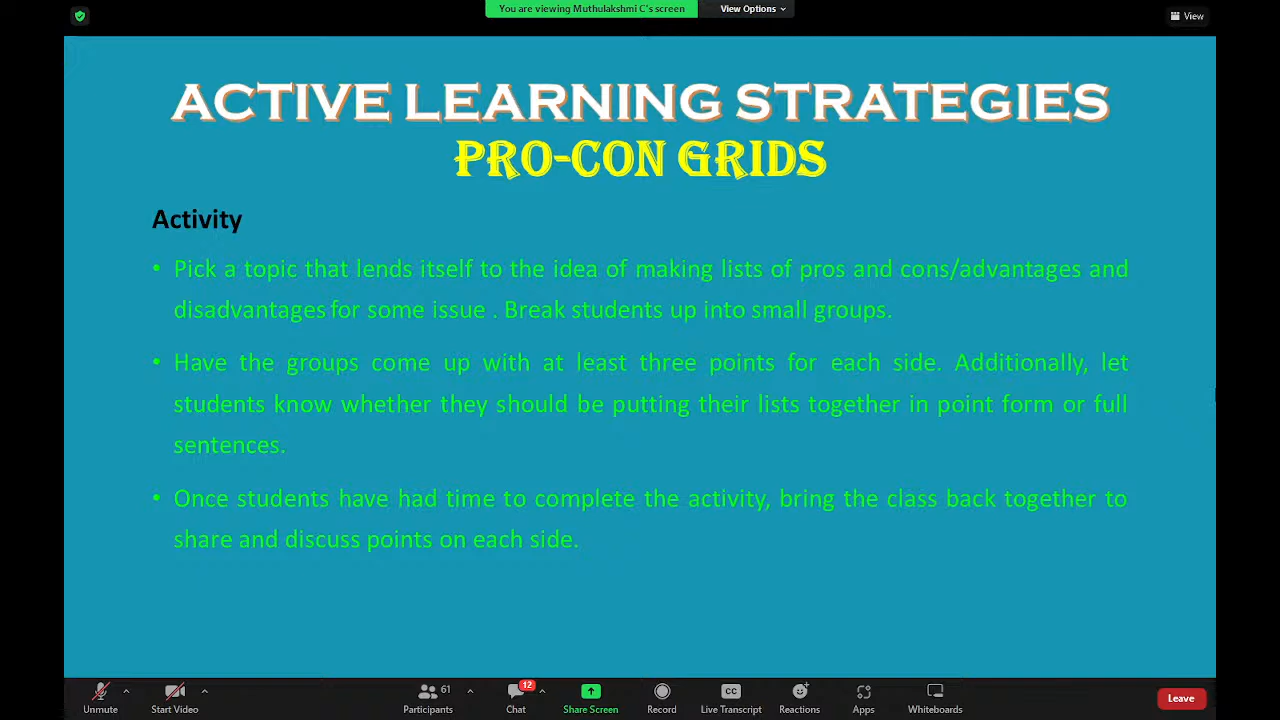 You are viewing Muthulakshmi C's screen
View Options
View
ACTIVE LEARNING STRATEGIES
PRO-CON GRIDS
Activity
• Pick a topic that lends itself to the idea of making lists of pros and cons/advantages and
disadvantages for some issue . Break students up into small groups.
• Have the groups come up with at least three points for each side. Additionally, let
students know whether they should be putting their lists together in point form or full
sentences.
• Once students have had time to complete the activity, bring the class back together to
share and discuss points on each side.
61
12
CC
Unmute
Start Video
Participants
Chat
Share Screen
Record
Live Transcript
Reactions
Apps
Whiteboards
Leave